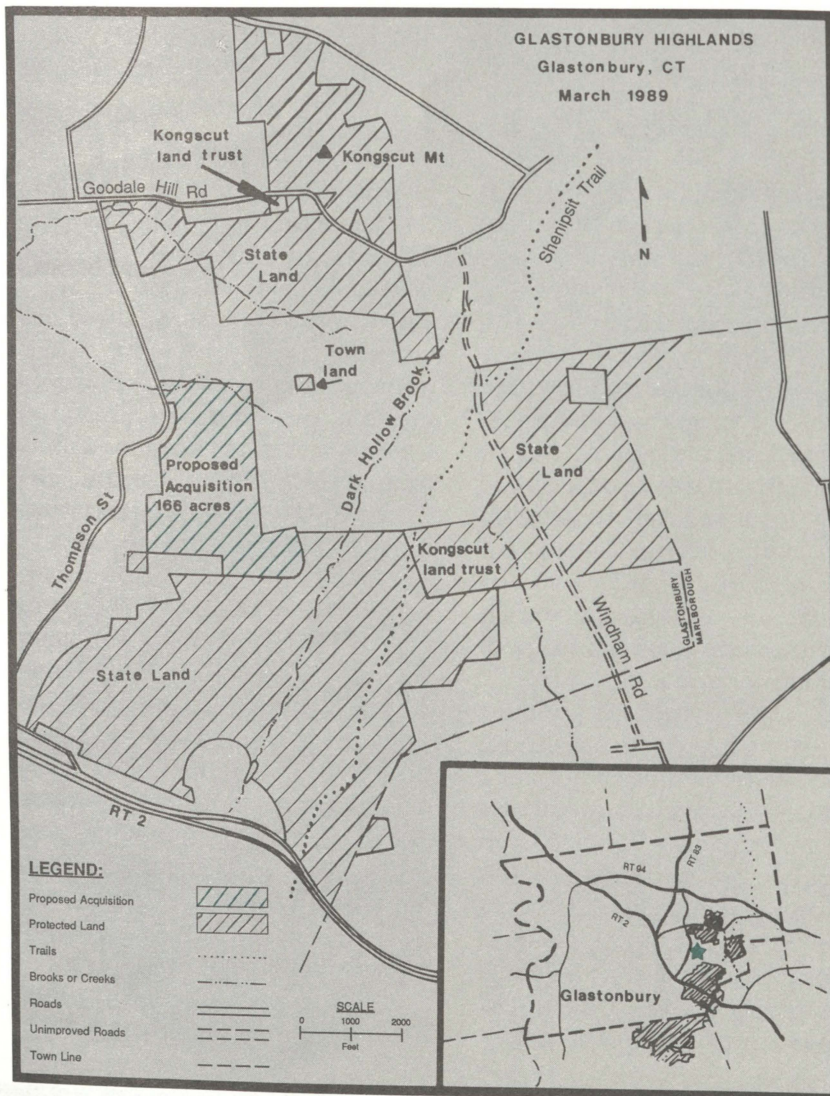 GLASTONBURY HIGHLANDS
Glastonbury, CT
March 1989
Kongscut
land trust
Kongscut Mt
Goodale Hill Rd
Shenipsit Trail
N
State
Land
Town
land
Dark Hollow Brook
State
Land
Proposed
Acquisition
166 acres
Thompson St
Kongscut
land trust
Windham Rd
GLASTONBURY
MARLBOROUGH
State Land
RT 2
LEGEND:
Proposed Acquisition
Protected Land
Trails
Brooks or Creeks
Roads
Unimproved Roads
Town Line
SCALE
0 1000 2000
Feet
RT 94
RT 83
RT 2
Glastonbury